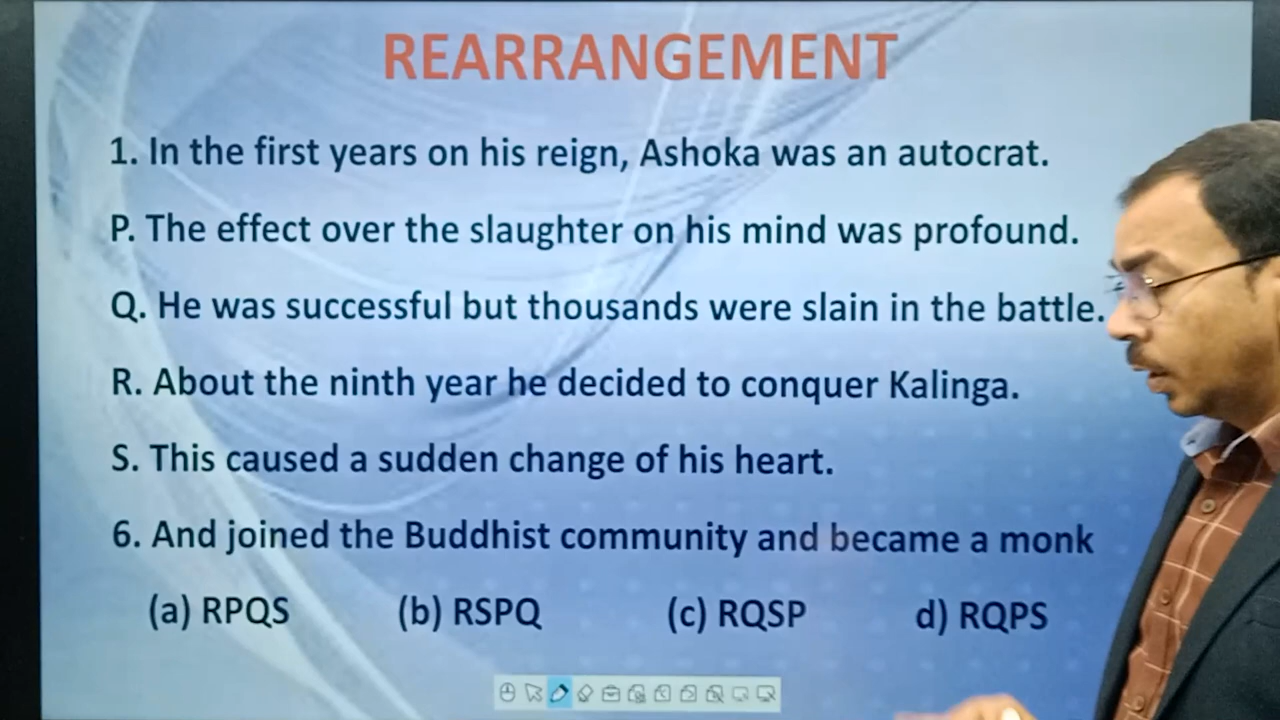 REARRANGEMENT
1. In the first years on his reign, Ashoka was an autocrat.
P. The effect over the slaughter on his mind was profound.
Q. He was successful but thousands were slain in the battle.
R. About the ninth year he decided to conquer Kalinga.
S. This caused a sudden change of his heart.
6. And joined the Buddhist community and became a monk
(a) RPQS (b) RSPQ (c) RQSP d) RQPS